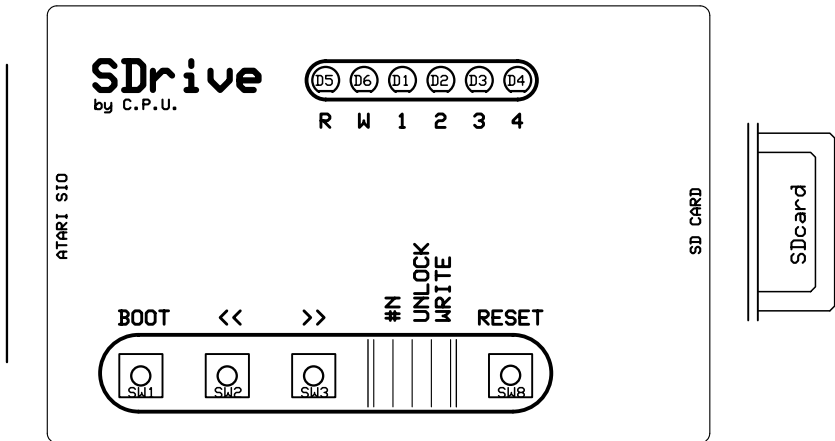 SDrive
by C.P.U.
D5 D6 D1 D2 D3 D4
R W 1 2 3 4
ATARI SIO
SD CARD
SDcard
BOOT << >> #N UNLOCK WRITE RESET
SW1 SW2 SW3 SW8